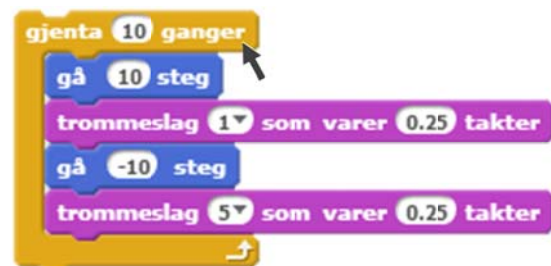 gjenta 10 ganger
gå 10 steg
trommeslag 1 som varer 0.25 takter
gå -10 steg
trommeslag 5 som varer 0.25 takter